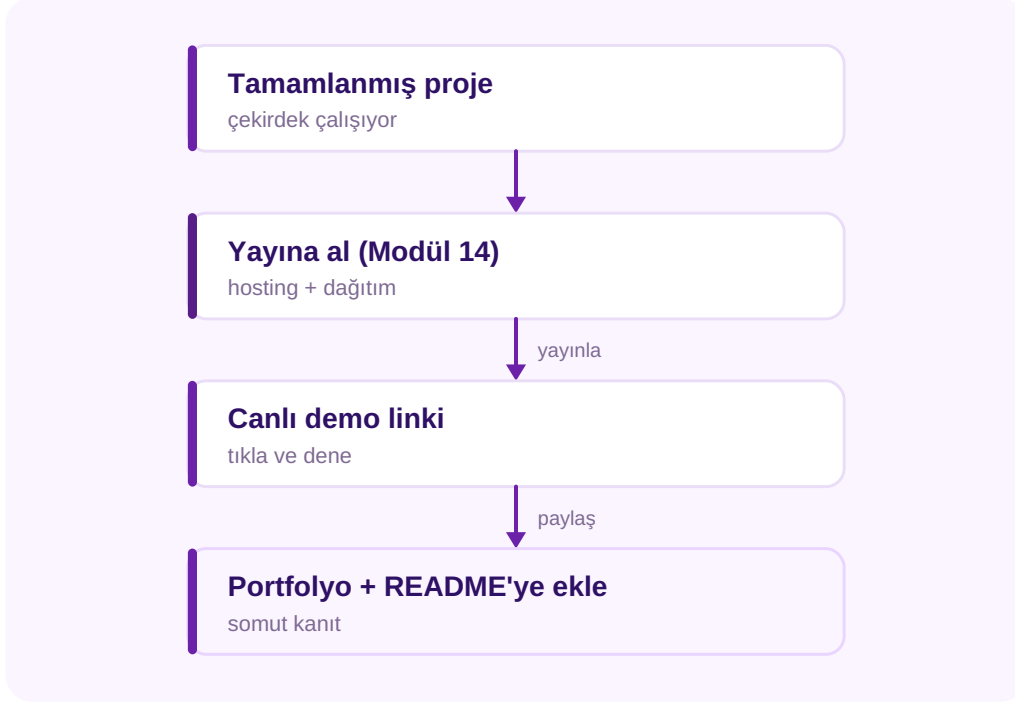 Tamamlanmış proje
çekirdek çalışıyor
Yayına al (Modül 14)
hosting + dağıtım
yayınla
Canlı demo linki
tıkla ve dene
paylaş
Portfolyo + README'ye ekle
somut kanıt